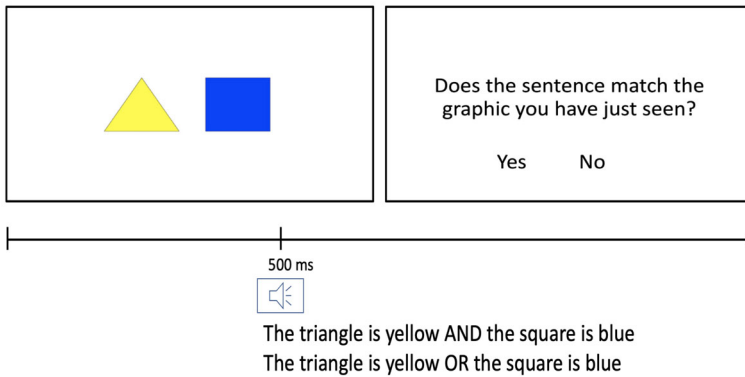 Does the sentence match the
graphic you have just seen?
Yes No
500 ms
The triangle is yellow AND the square is blue
The triangle is yellow OR the square is blue